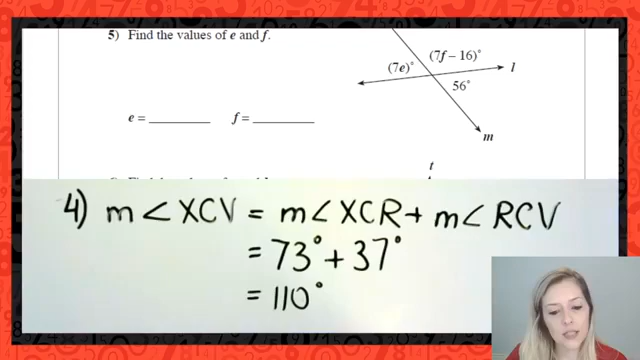 5) Find the values of e and f.
(7e)°
(7f – 16)°
l
56°
e = ________ f = ________
m
t
4) m∠XCV = m∠XCR + m∠RCV
= 73° + 37°
= 110°